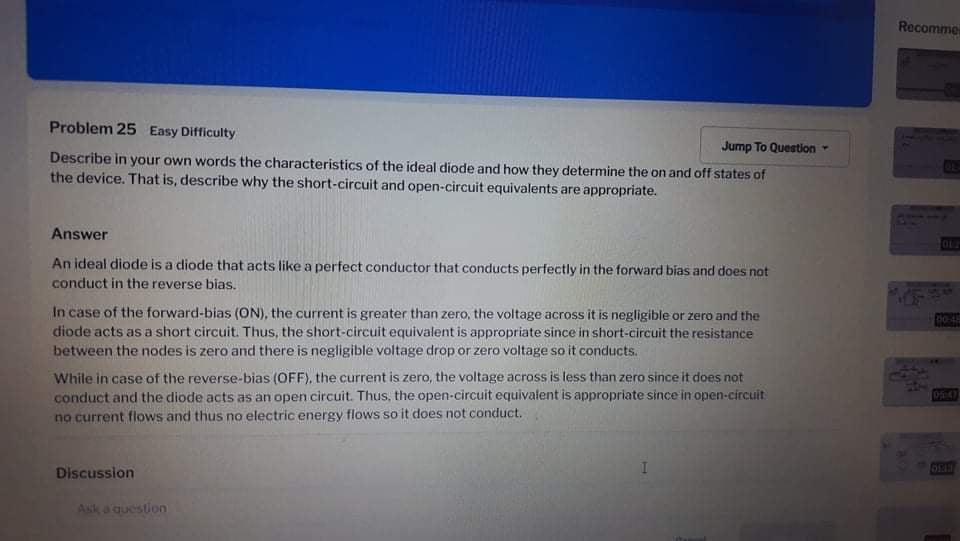 Recomme
Problem 25 Easy Difficulty
Jump To Question
Describe in your own words the characteristics of the ideal diode and how they determine the on and off states of
the device. That is, describe why the short-circuit and open-circuit equivalents are appropriate.
Answer
An ideal diode is a diode that acts like a perfect conductor that conducts perfectly in the forward bias and does not
conduct in the reverse bias.
In case of the forward-bias (ON), the current is greater than zero, the voltage across it is negligible or zero and the
diode acts as a short circuit. Thus, the short-circuit equivalent is appropriate since in short-circuit the resistance
between the nodes is zero and there is negligible voltage drop or zero voltage so it conducts.
While in case of the reverse-bias (OFF), the current is zero, the voltage across is less than zero since it does not
conduct and the diode acts as an open circuit. Thus, the open-circuit equivalent is appropriate since in open-circuit
no current flows and thus no electric energy flows so it does not conduct.
Discussion
Ask a question
00:48
05:47
01:13